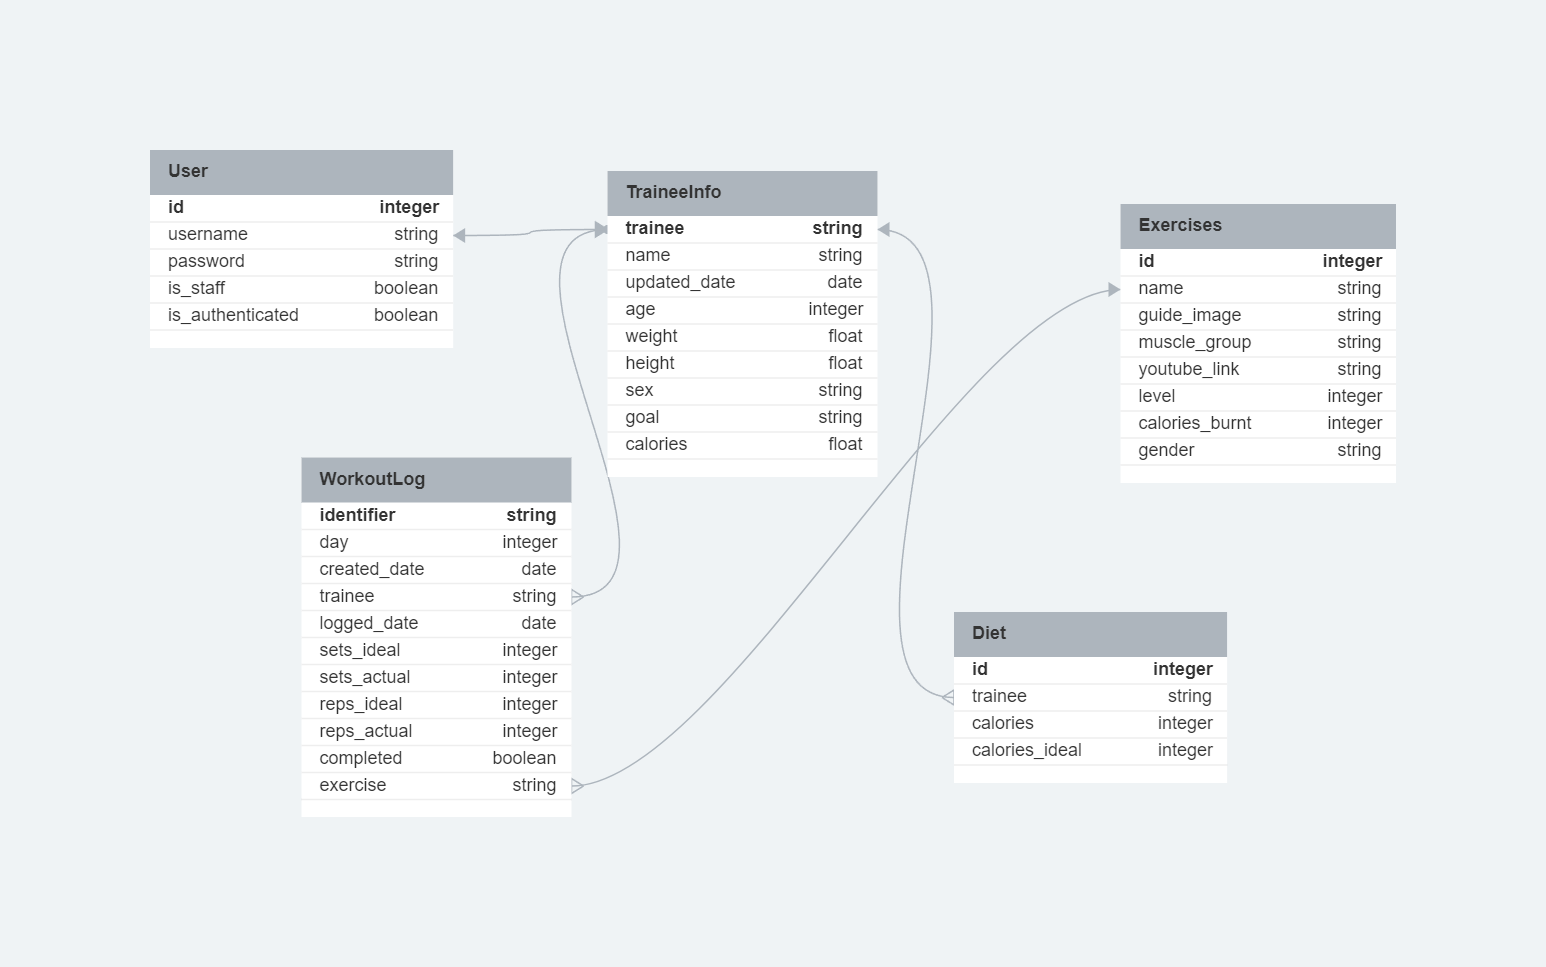 User
id integer
username string
password string
is_staff boolean
is_authenticated boolean
TraineeInfo
trainee string
name string
updated_date date
age integer
weight float
height float
sex string
goal string
calories float
Exercises
id integer
name string
guide_image string
muscle_group string
youtube_link string
level integer
calories_burnt integer
gender string
WorkoutLog
identifier string
day integer
created_date date
trainee string
logged_date date
sets_ideal integer
sets_actual integer
reps_ideal integer
reps_actual integer
completed boolean
exercise string
Diet
id integer
trainee string
calories integer
calories_ideal integer